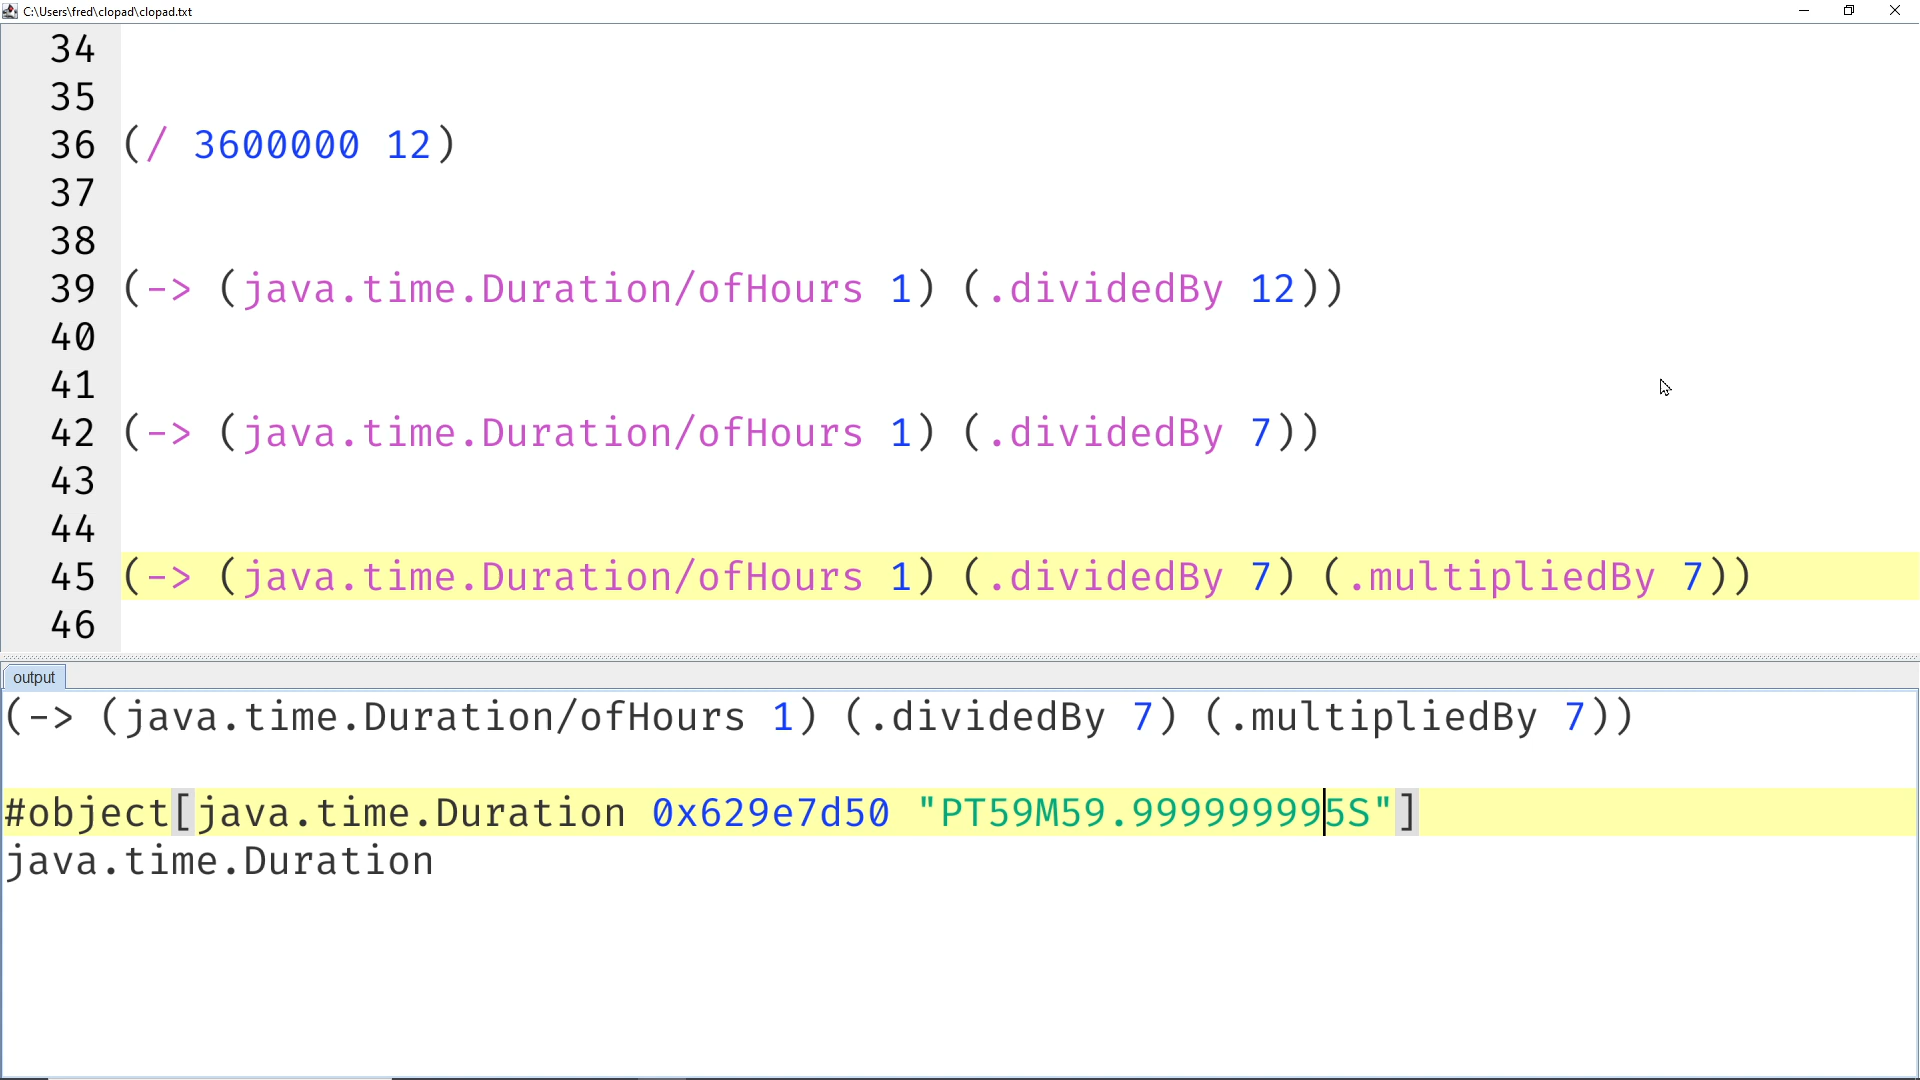 C:\Users\fred\clopad\clopad.txt
34
35
36 (/ 3600000 12)
37
38
39 (-> (java.time.Duration/ofHours 1) (.dividedBy 12))
40
41
42 (-> (java.time.Duration/ofHours 1) (.dividedBy 7))
43
44
45 (-> (java.time.Duration/ofHours 1) (.dividedBy 7) (.multipliedBy 7))
46
output
(-> (java.time.Duration/ofHours 1) (.dividedBy 7) (.multipliedBy 7))
#object[java.time.Duration 0x629e7d50 "PT59M59.999999995S"]
java.time.Duration